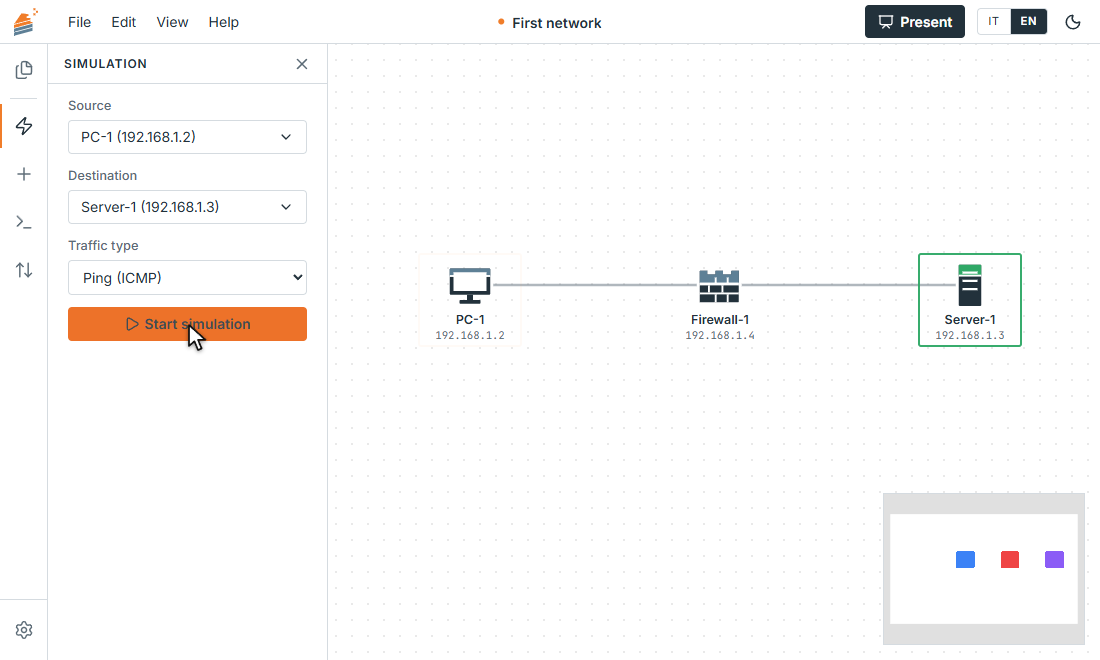 File Edit View Help
First network
Present
IT EN
SIMULATION
Source
PC-1 (192.168.1.2)
Destination
Server-1 (192.168.1.3)
Traffic type
Ping (ICMP)
Start simulation
PC-1
192.168.1.2
Firewall-1
192.168.1.4
Server-1
192.168.1.3